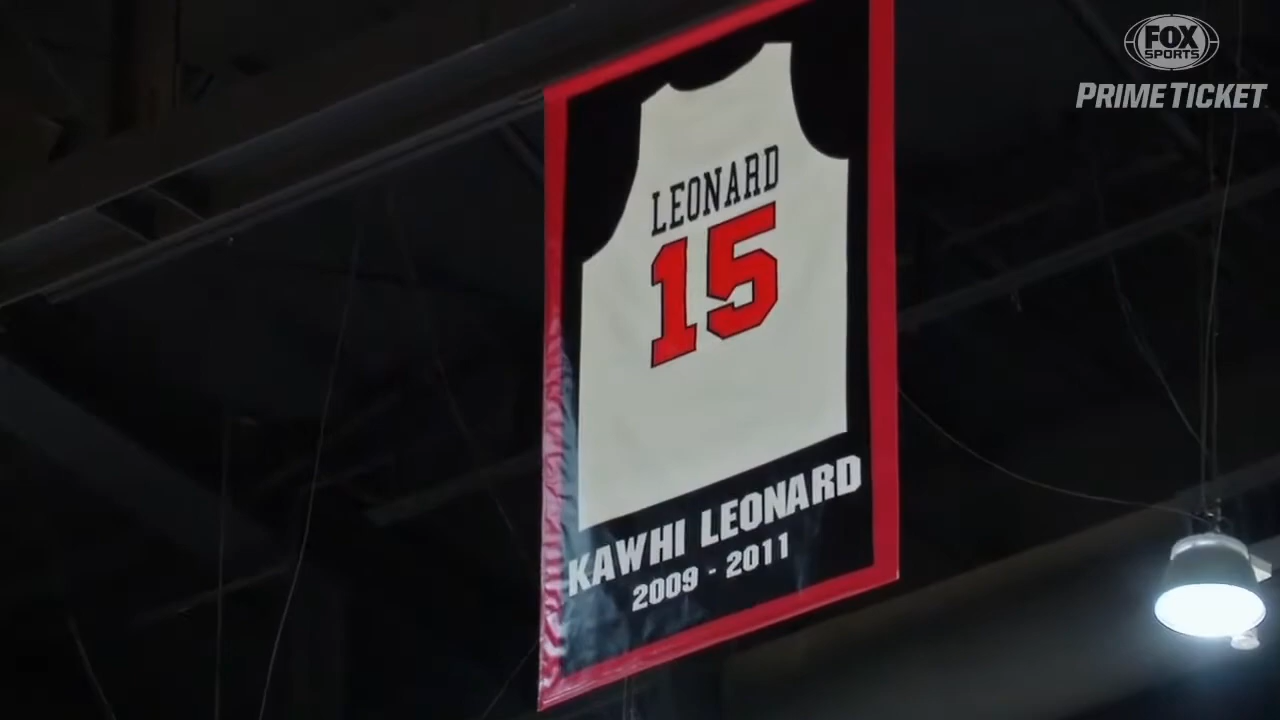 FOX
SPORTS
PRIME TICKET
LEONARD
15
KAWHI LEONARD
2009 - 2011